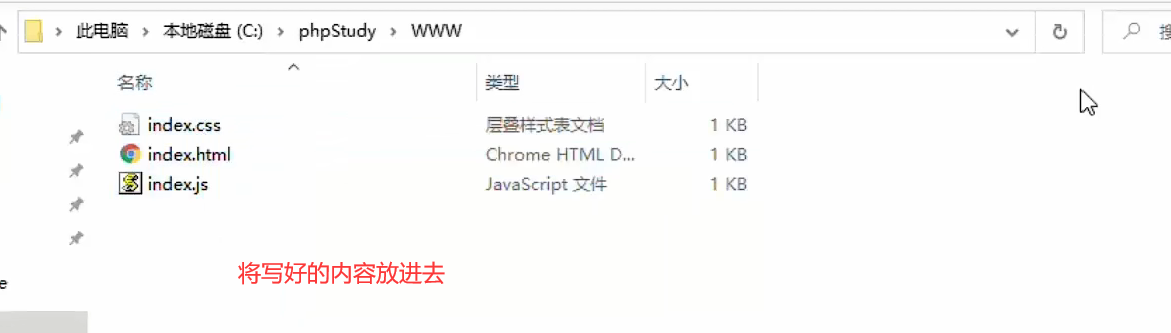 此电脑 > 本地磁盘 (C:) > phpStudy > WWW
名称 类型 大小
index.css 层叠样式表文档 1 KB
index.html Chrome HTML D... 1 KB
index.js JavaScript 文件 1 KB
将写好的内容放进去
e